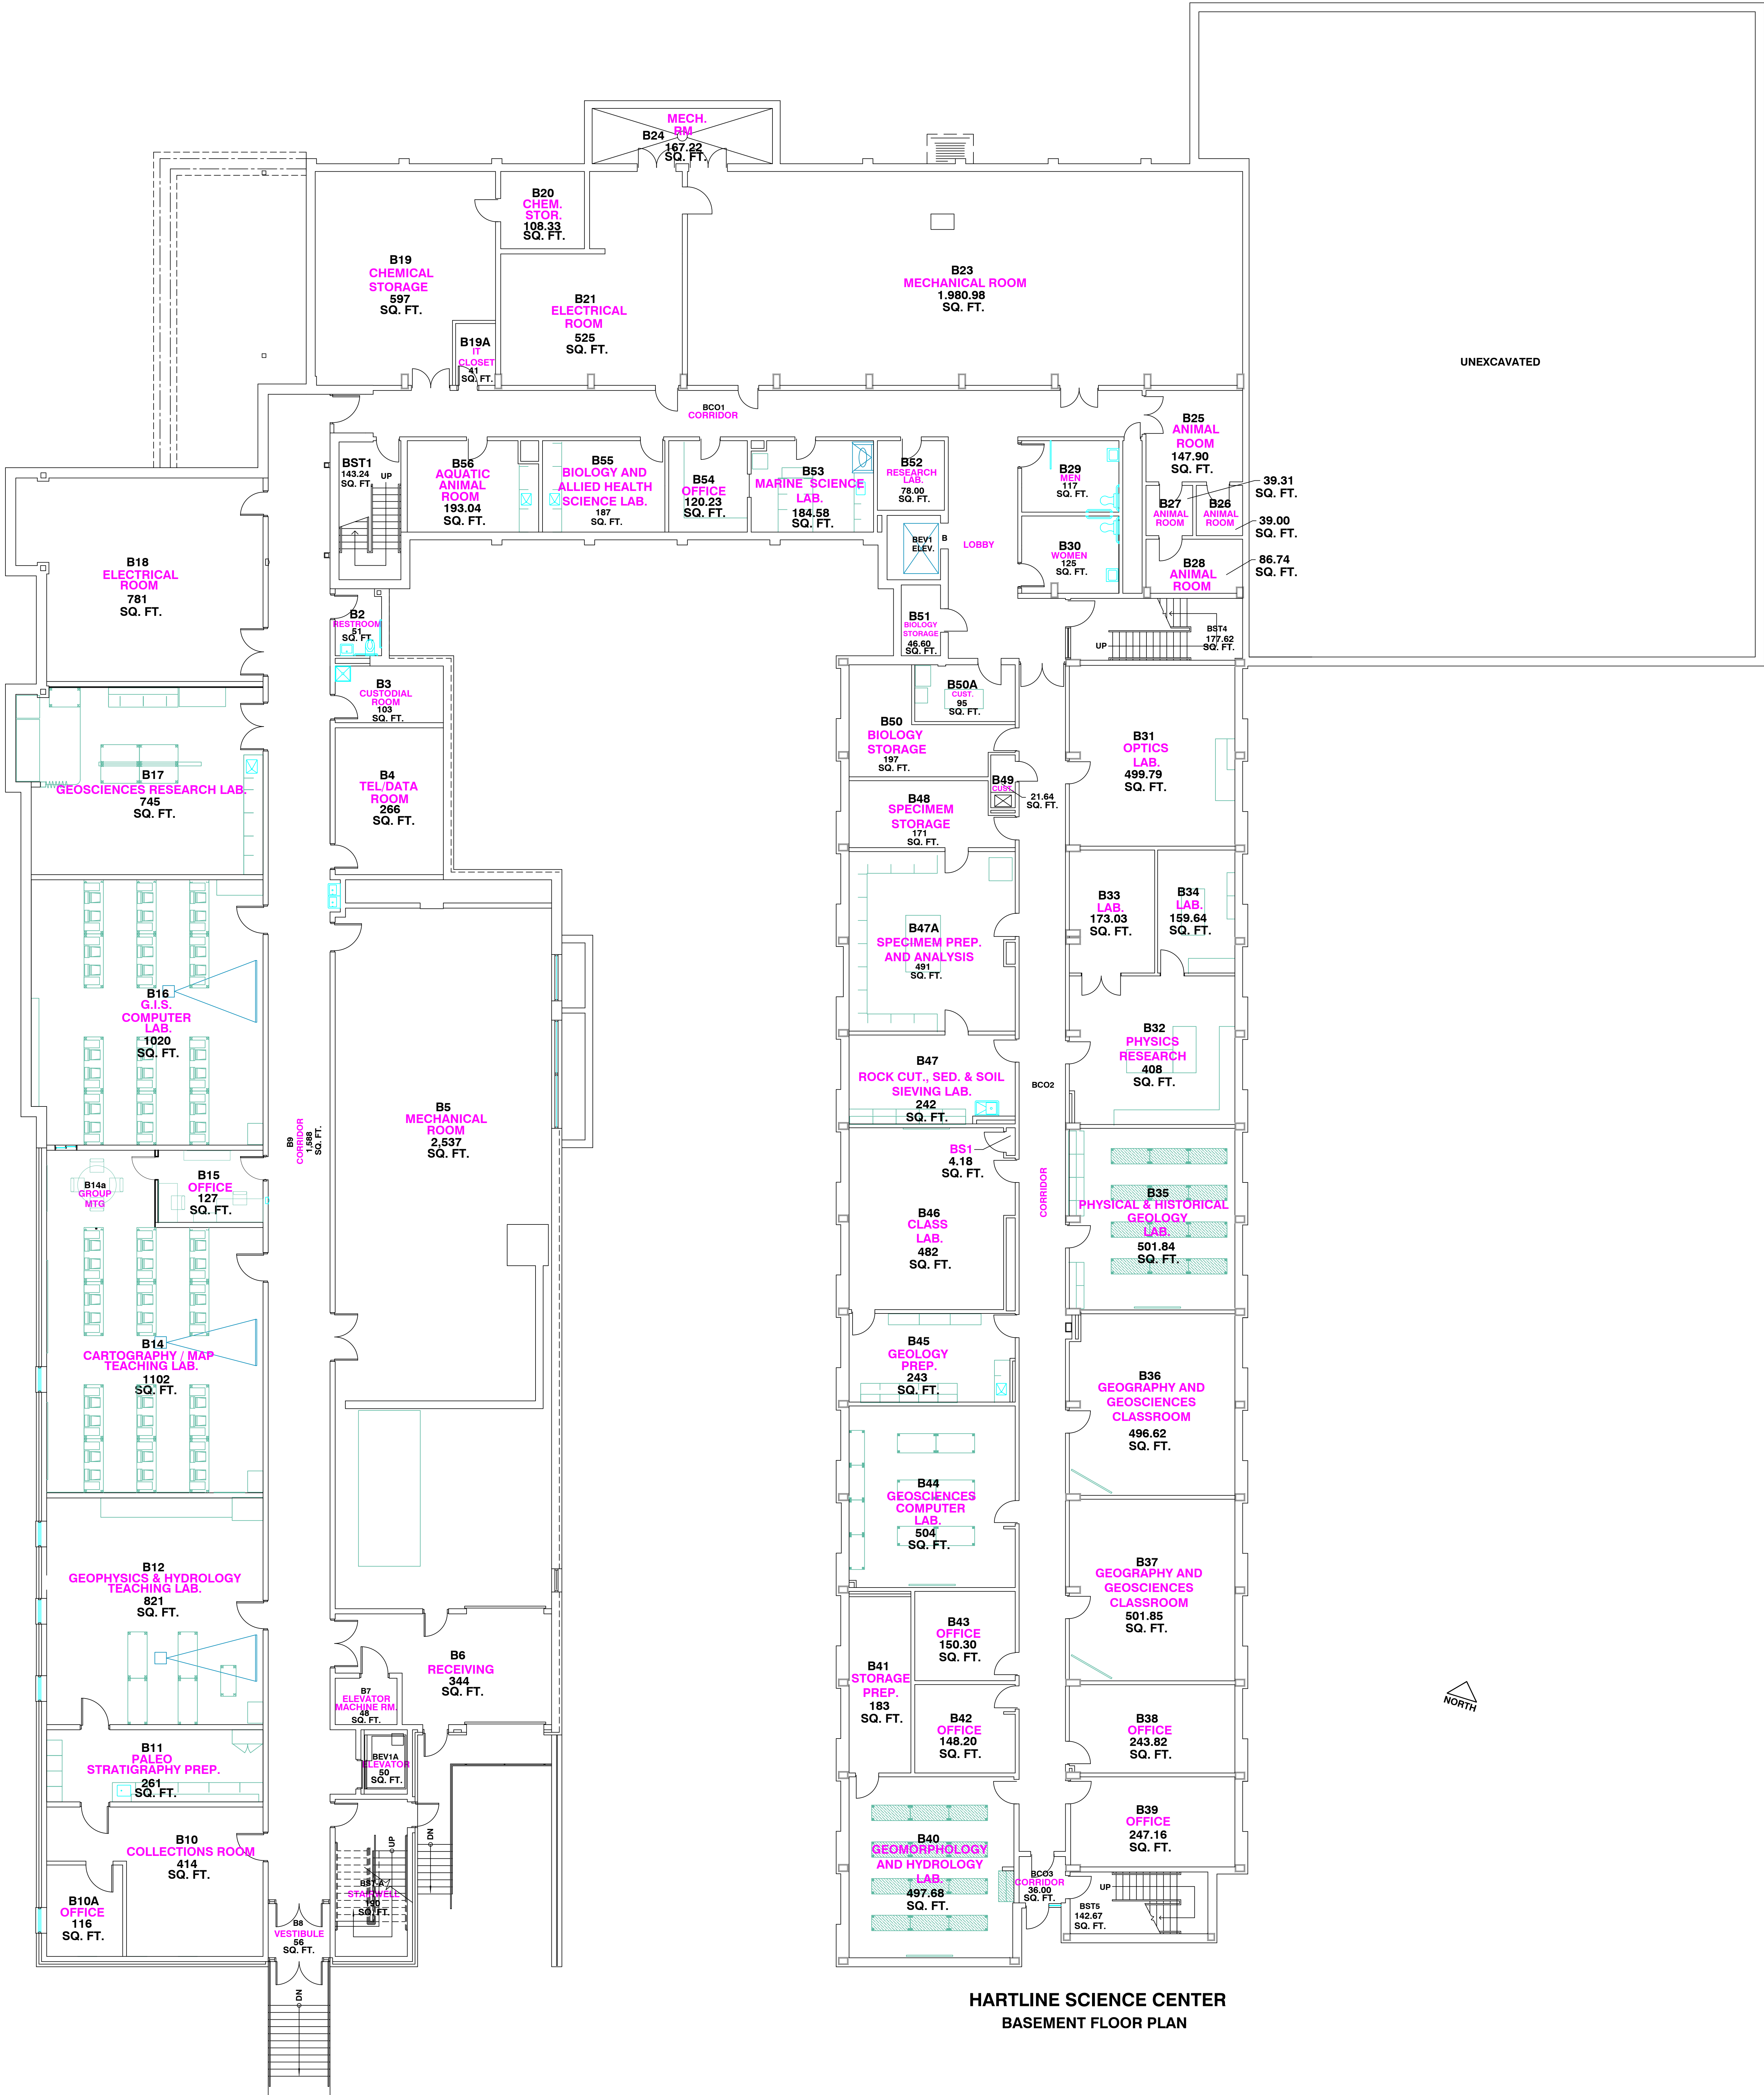 MECH.
RM
B24
167.22
SQ. FT.
B20
CHEM.
STOR.
108.33
SQ. FT.
B19
CHEMICAL
STORAGE
597
SQ. FT.
B21
ELECTRICAL
ROOM
525
SQ. FT.
B23
MECHANICAL ROOM
1.980.98
SQ. FT.
B19A
IT
CLOSET
41
SQ. FT.
UNEXCAVATED
BCO1
CORRIDOR
B25
ANIMAL
ROOM
147.90
SQ. FT.
BST1
143.24
SQ. FT.
UP
B56
AQUATIC
ANIMAL
ROOM
193.04
SQ. FT.
B55
BIOLOGY AND
ALLIED HEALTH
SCIENCE LAB.
187
SQ. FT.
B54
OFFICE
120.23
SQ. FT.
B53
MARINE SCIENCE
LAB.
184.58
SQ. FT.
B52
RESEARCH
LAB.
78.00
SQ. FT.
B29
MEN
117
SQ. FT.
39.31
SQ. FT.
B27
ANIMAL
ROOM
B26
ANIMAL
ROOM
39.00
SQ. FT.
BEV1
ELEV.
B
LOBBY
B30
WOMEN
125
SQ. FT.
B28
ANIMAL
ROOM
86.74
SQ. FT.
B18
ELECTRICAL
ROOM
781
SQ. FT.
B2
RESTROOM
51
SQ. FT.
B51
BIOLOGY
STORAGE
46.60
SQ. FT.
UP
BST4
177.62
SQ. FT.
B3
CUSTODIAL
ROOM
103
SQ. FT.
B50A
CUST.
95
SQ. FT.
B50
BIOLOGY
STORAGE
197
SQ. FT.
B31
OPTICS
LAB.
499.79
SQ. FT.
B17
GEOSCIENCES RESEARCH LAB.
745
SQ. FT.
B4
TEL/DATA
ROOM
266
SQ. FT.
B49
CUST.
21.64
SQ. FT.
B48
SPECIMEM
STORAGE
171
SQ. FT.
B33
LAB.
173.03
SQ. FT.
B34
LAB.
159.64
SQ. FT.
B47A
SPECIMEM PREP.
AND ANALYSIS
491
SQ. FT.
B16
G.I.S.
COMPUTER
LAB.
1020
SQ. FT.
B32
PHYSICS
RESEARCH
408
SQ. FT.
B47
ROCK CUT., SED. & SOIL
SIEVING LAB.
242
SQ. FT.
BCO2
CORRIDOR
B5
MECHANICAL
ROOM
2,537
SQ. FT.
B9
CORRIDOR
1,588
SQ. FT.
BS1
4.18
SQ. FT.
B14a
GROUP
MTG
B15
OFFICE
127
SQ. FT.
B46
CLASS
LAB.
482
SQ. FT.
B35
PHYSICAL & HISTORICAL
GEOLOGY
LAB.
501.84
SQ. FT.
B14
CARTOGRAPHY / MAP
TEACHING LAB.
1102
SQ. FT.
B45
GEOLOGY
PREP.
243
SQ. FT.
B36
GEOGRAPHY AND
GEOSCIENCES
CLASSROOM
496.62
SQ. FT.
B44
GEOSCIENCES
COMPUTER
LAB.
504
SQ. FT.
B12
GEOPHYSICS & HYDROLOGY
TEACHING LAB.
821
SQ. FT.
B37
GEOGRAPHY AND
GEOSCIENCES
CLASSROOM
501.85
SQ. FT.
B43
OFFICE
150.30
SQ. FT.
B6
RECEIVING
344
SQ. FT.
B41
STORAGE
PREP.
183
SQ. FT.
B7
ELEVATOR
MACHINE RM.
48
SQ. FT.
NORTH
B42
OFFICE
148.20
SQ. FT.
B38
OFFICE
243.82
SQ. FT.
B11
PALEO
STRATIGRAPHY PREP.
261
SQ. FT.
BEV1A
ELEVATOR
50
SQ. FT.
B39
OFFICE
247.16
SQ. FT.
B10
COLLECTIONS ROOM
414
SQ. FT.
UP
DN
B40
GEOMORPHOLOGY
AND HYDROLOGY
LAB.
497.68
SQ. FT.
STAIRWELL
190
SQ. FT.
BCO3
CORRIDOR
36.00
SQ. FT.
UP
B10A
OFFICE
116
SQ. FT.
BST5
142.67
SQ. FT.
B8
VESTIBULE
56
SQ. FT.
DN
HARTLINE SCIENCE CENTER
BASEMENT FLOOR PLAN